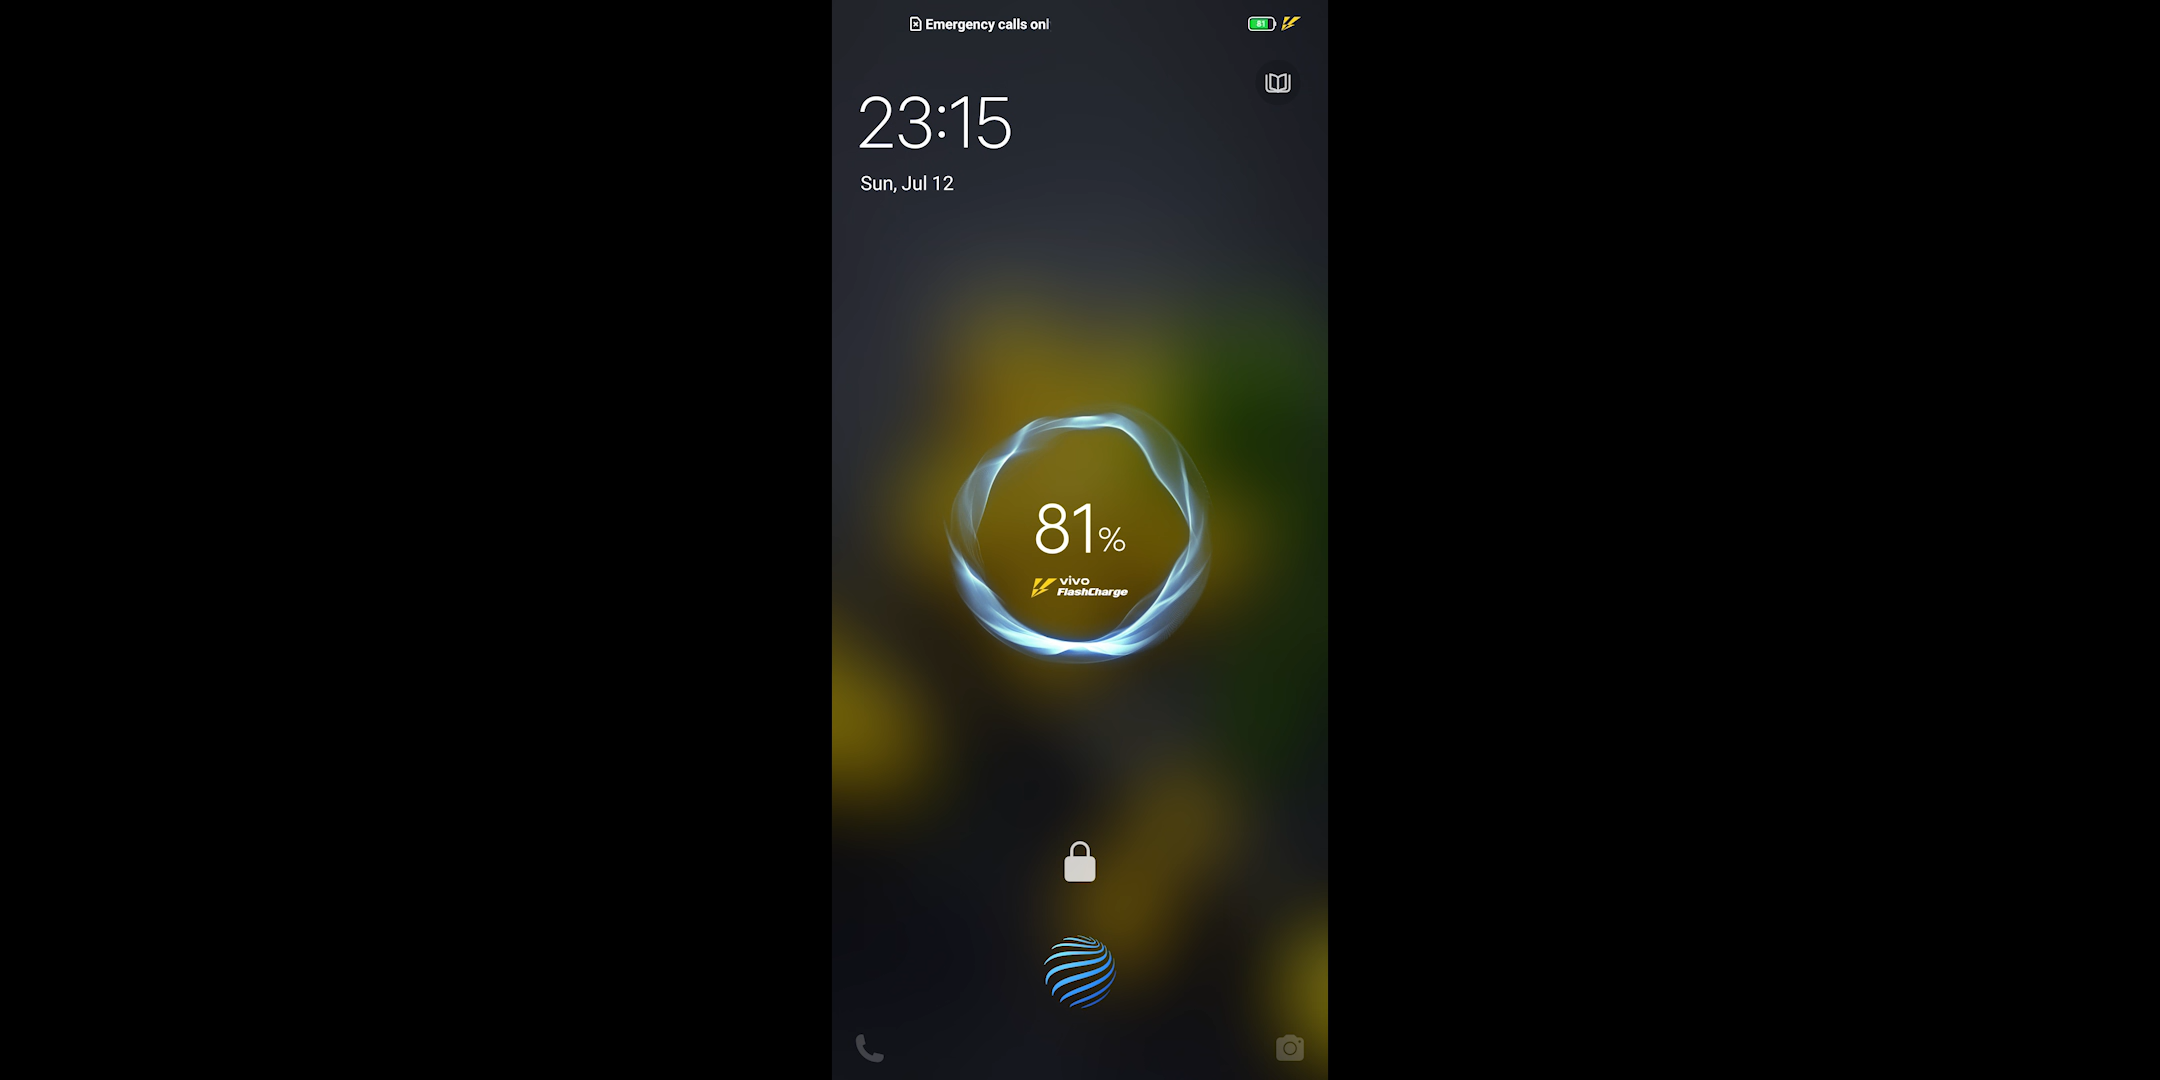 Emergency calls onl
81
23:15
Sun, Jul 12
81%
vivo
FlashCharge